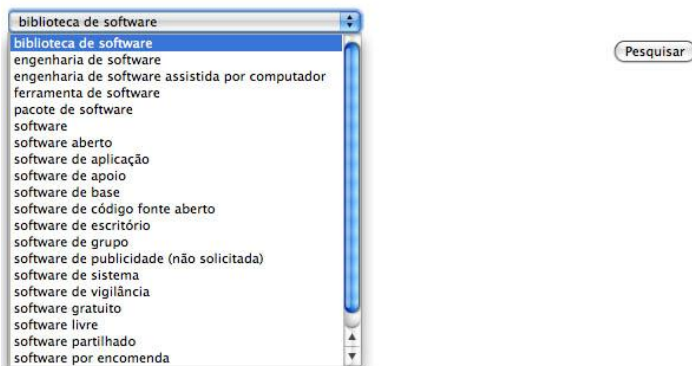 biblioteca de software
biblioteca de software
Pesquisar
engenharia de software
engenharia de software assistida por computador
ferramenta de software
pacote de software
software
software aberto
software de aplicação
software de apoio
software de base
software de código fonte aberto
software de escritório
software de grupo
software de publicidade (não solicitada)
software de sistema
software de vigilância
software gratuito
software livre
software partilhado
software por encomenda